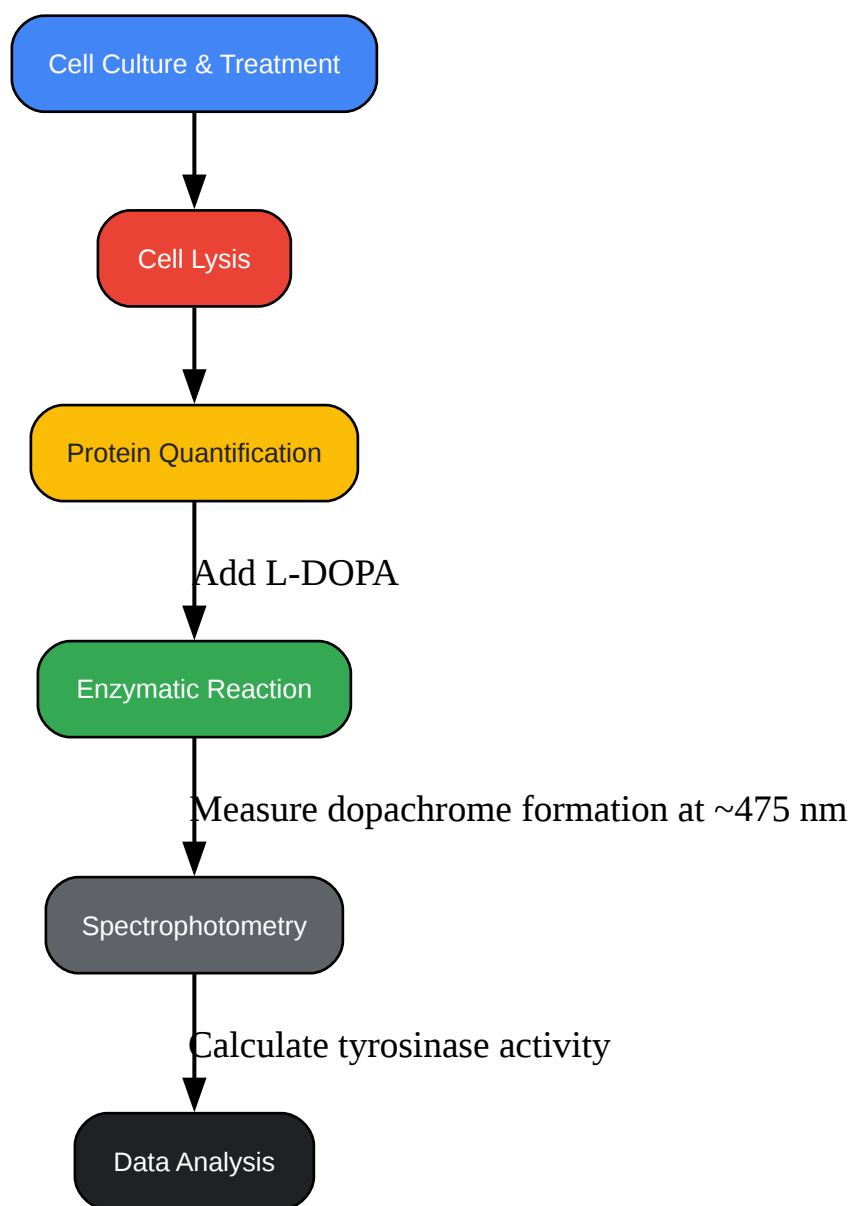 Cell Culture & Treatment
Cell Lysis
Protein Quantification
Add L-DOPA
Enzymatic Reaction
Measure dopachrome formation at ~475 nm
Spectrophotometry
Calculate tyrosinase activity
Data Analysis